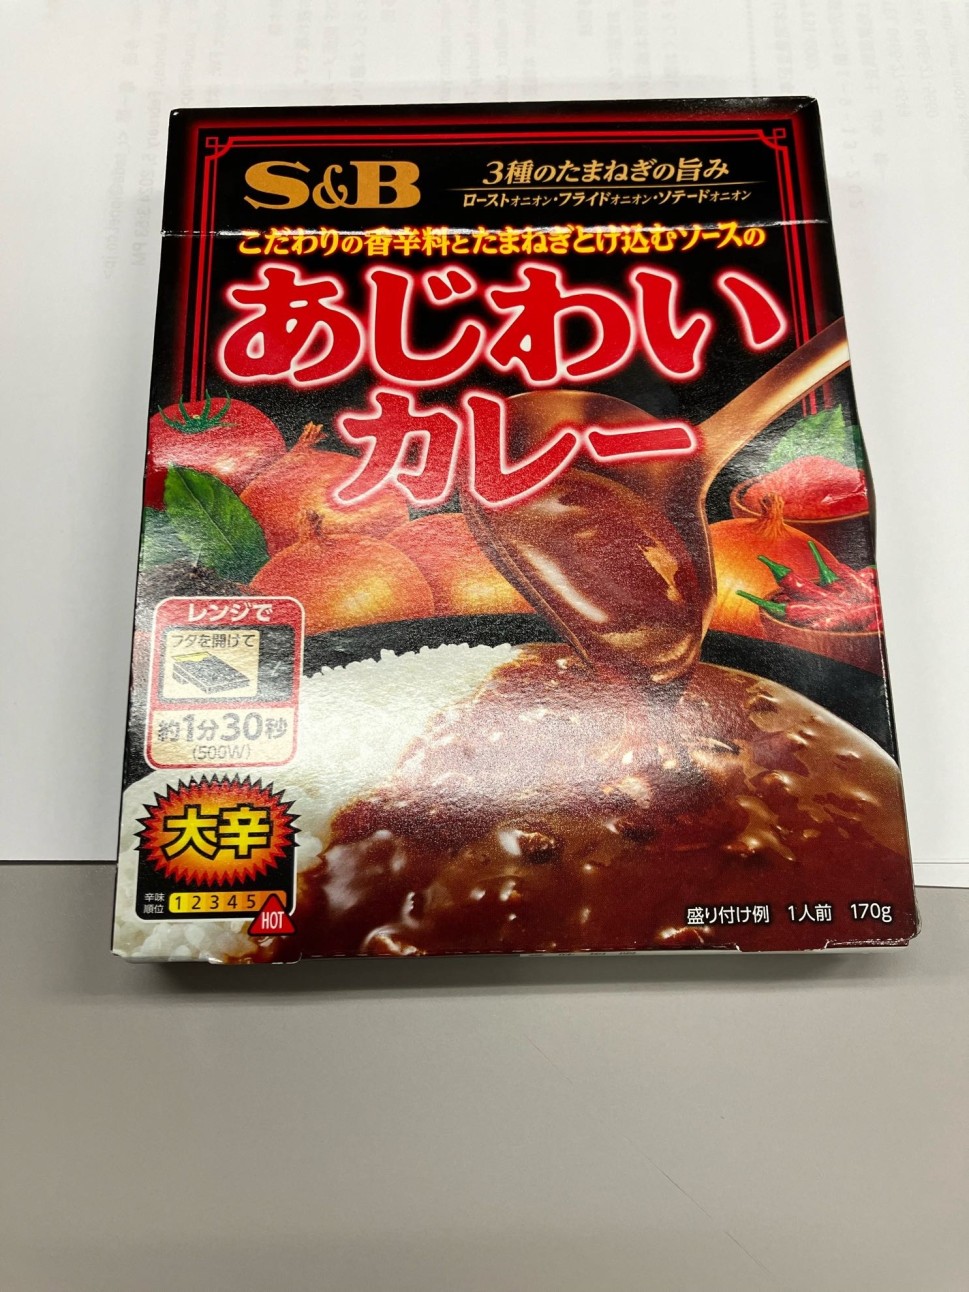 S&B
3種のたまねぎの旨み
ローストオニオン・フライドオニオン・ソテードオニオン
こだわりの香辛料とたまねぎとけ込むソースの
あじわい
カレー
レンジで
フタを開けて
約1分30秒
(500W)
大辛
辛味
順位
1 2 3 4 5
HOT
盛り付け例 1人前 170g